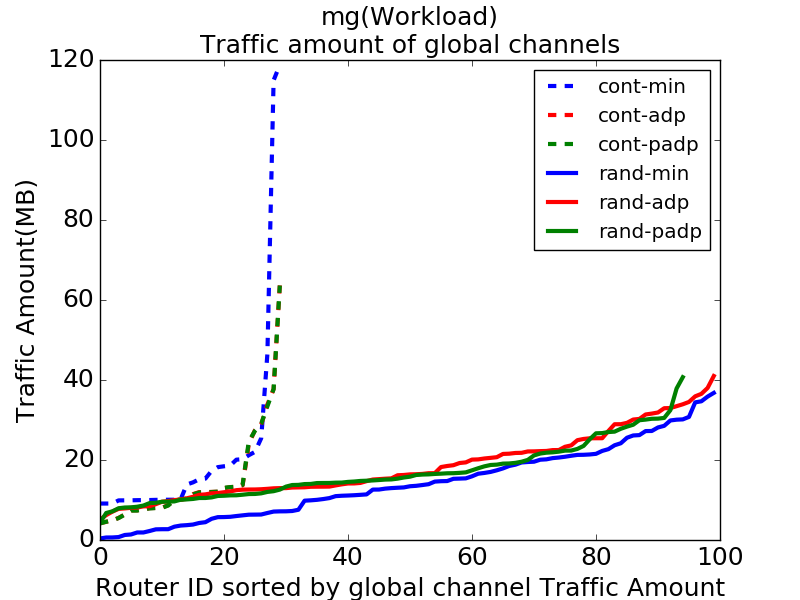 mg(Workload)
Traffic amount of global channels
120
100
80
60
40
20
0
Traffic Amount(MB)
cont-min
cont-adp
cont-padp
rand-min
rand-adp
rand-padp
0 20 40 60 80 100
Router ID sorted by global channel Traffic Amount